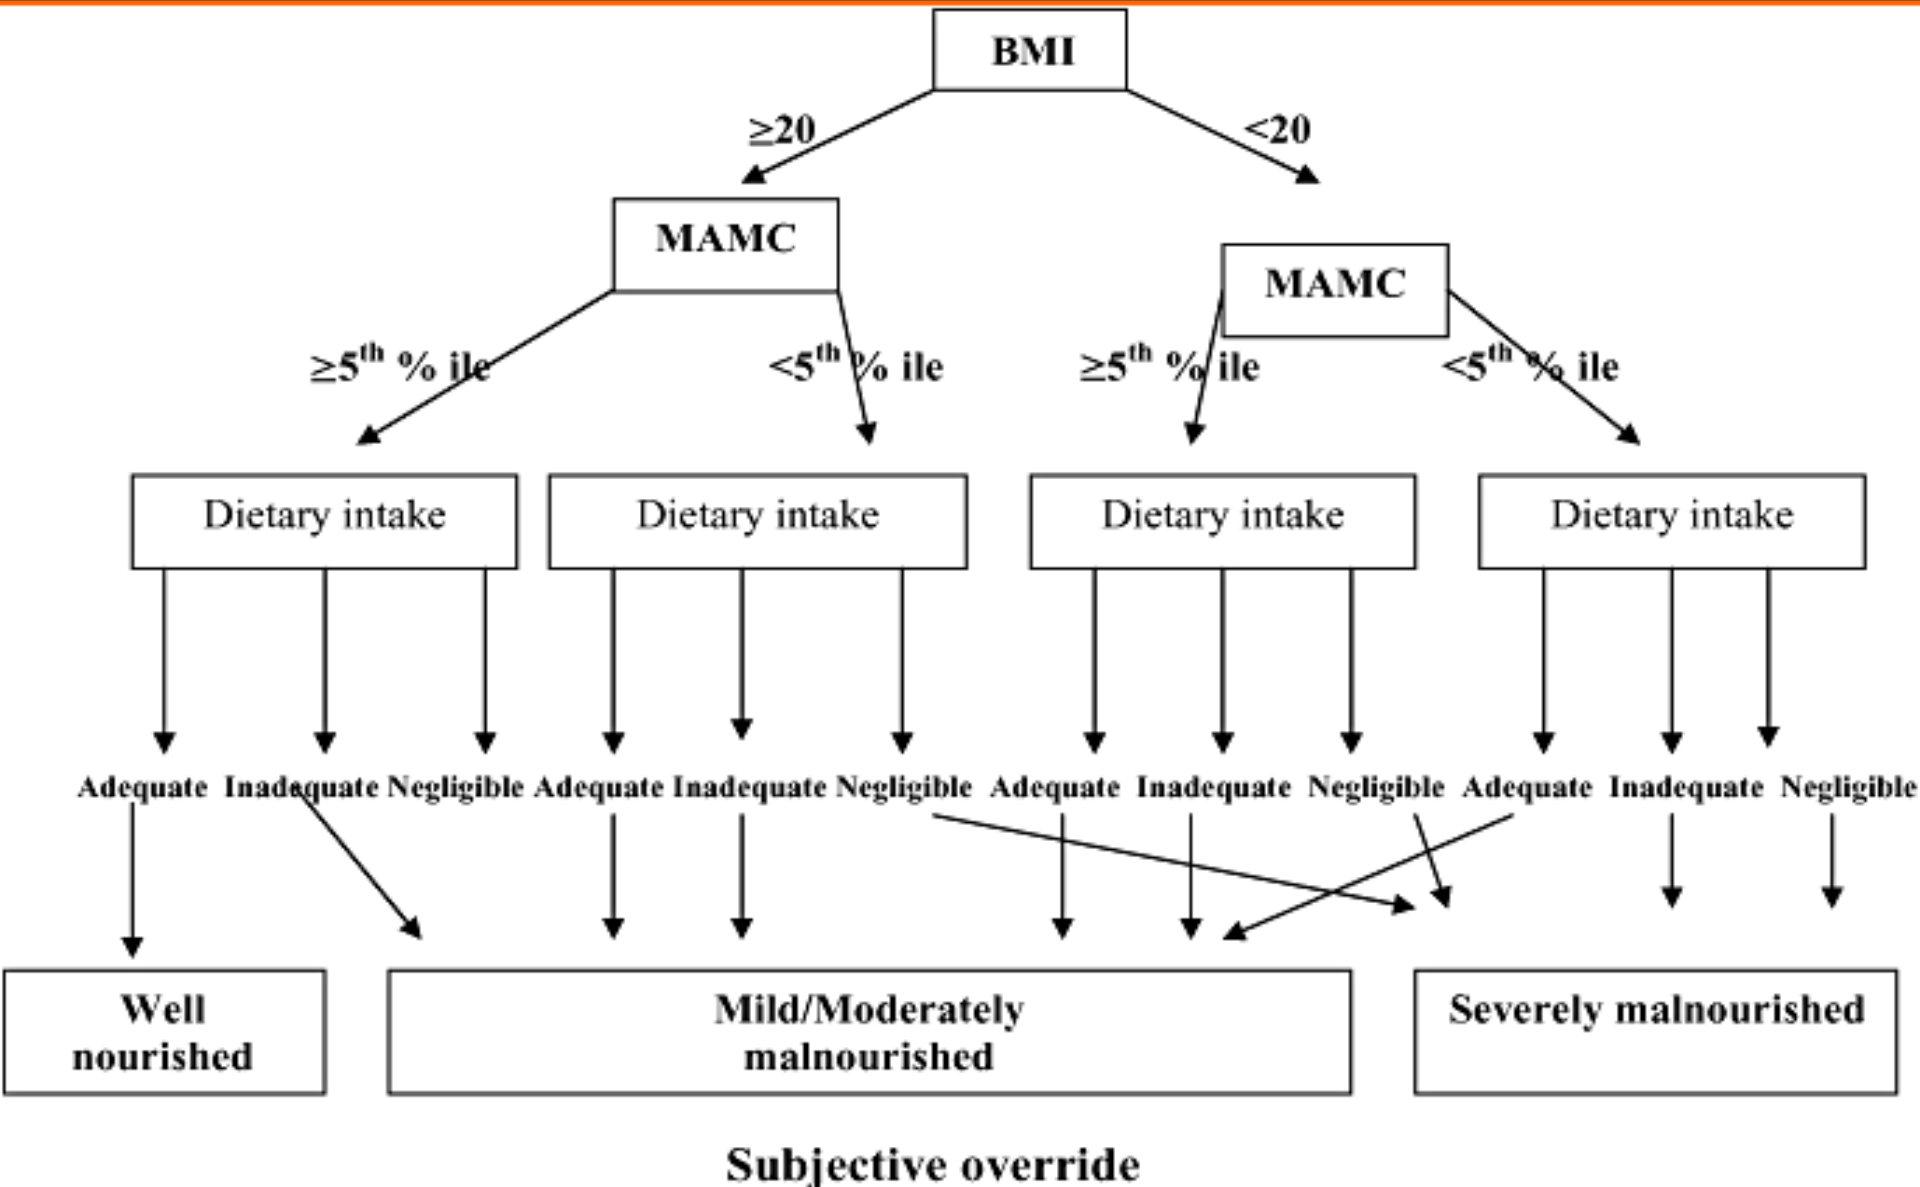 BMI
≥20
<20
MAMC
MAMC
≥5th % ile
<5th % ile
≥5th % ile
<5th % ile
Dietary intake
Dietary intake
Dietary intake
Dietary intake
Adequate Inadequate Negligible Adequate Inadequate Negligible Adequate Inadequate Negligible Adequate Inadequate Negligible
Well
nourished
Mild/Moderately
malnourished
Severely malnourished
Subjective override